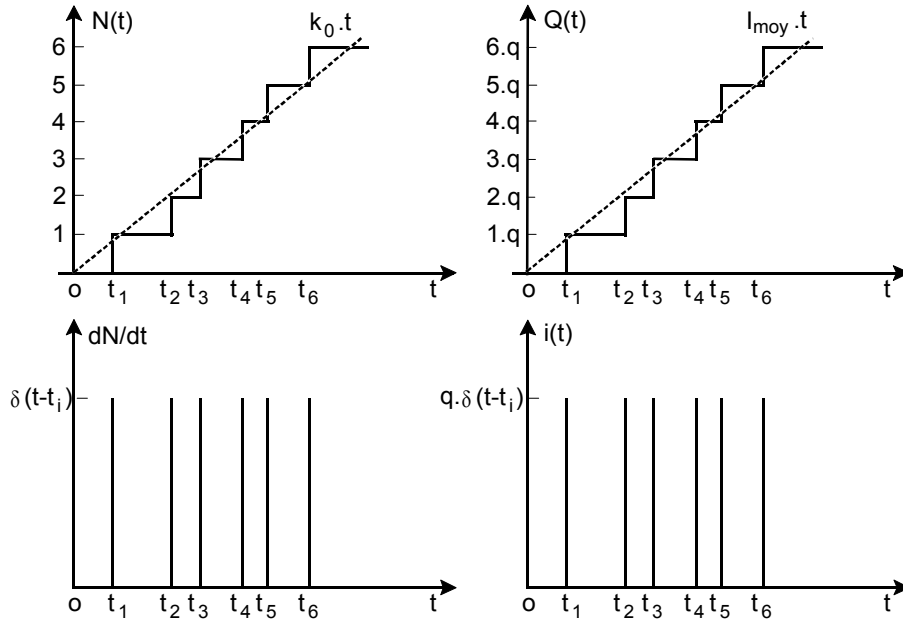 N(t)
k₀.t
6
5
4
3
2
1
o t₁ t₂ t₃ t₄ t₅ t₆ t
Q(t)
I moy .t
6.q
5.q
4.q
3.q
2.q
1.q
o t₁ t₂ t₃ t₄ t₅ t₆ t
dN/dt
δ(t-tᵢ)
o t₁ t₂ t₃ t₄ t₅ t₆ t
i(t)
q.δ(t-tᵢ)
o t₁ t₂ t₃ t₄ t₅ t₆ t